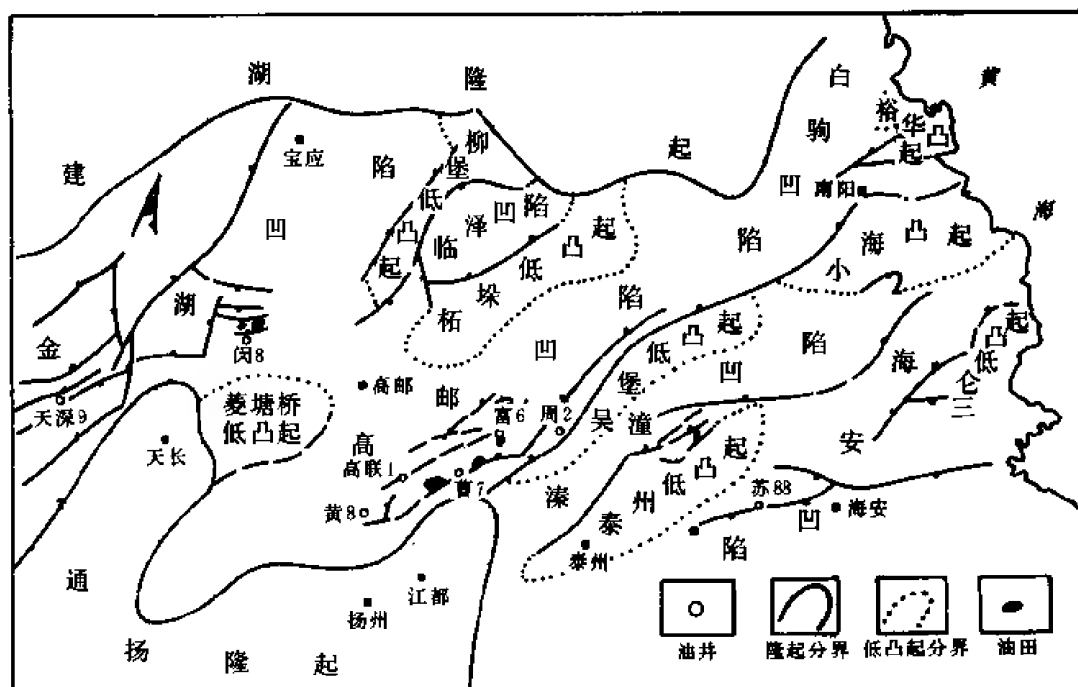 建湖隆起
黄海
白驹凹陷
裕华凸起
宝应
柳堡低凸起
临泽凹陷
柘垛低凸起
南阳
小海凸起
金湖凹陷
闵8
天深9
菱塘桥
低凸起
天长
高邮
高邮凹陷
富6
周2
高联1
曹7
黄8
吴堡低凸起
溱潼凹陷
泰州低凸起
泰州
苏88
海安
海安凹陷
仑三低凸起
江都
扬州
通扬隆起
油井
隆起分界
低凸起分界
油田